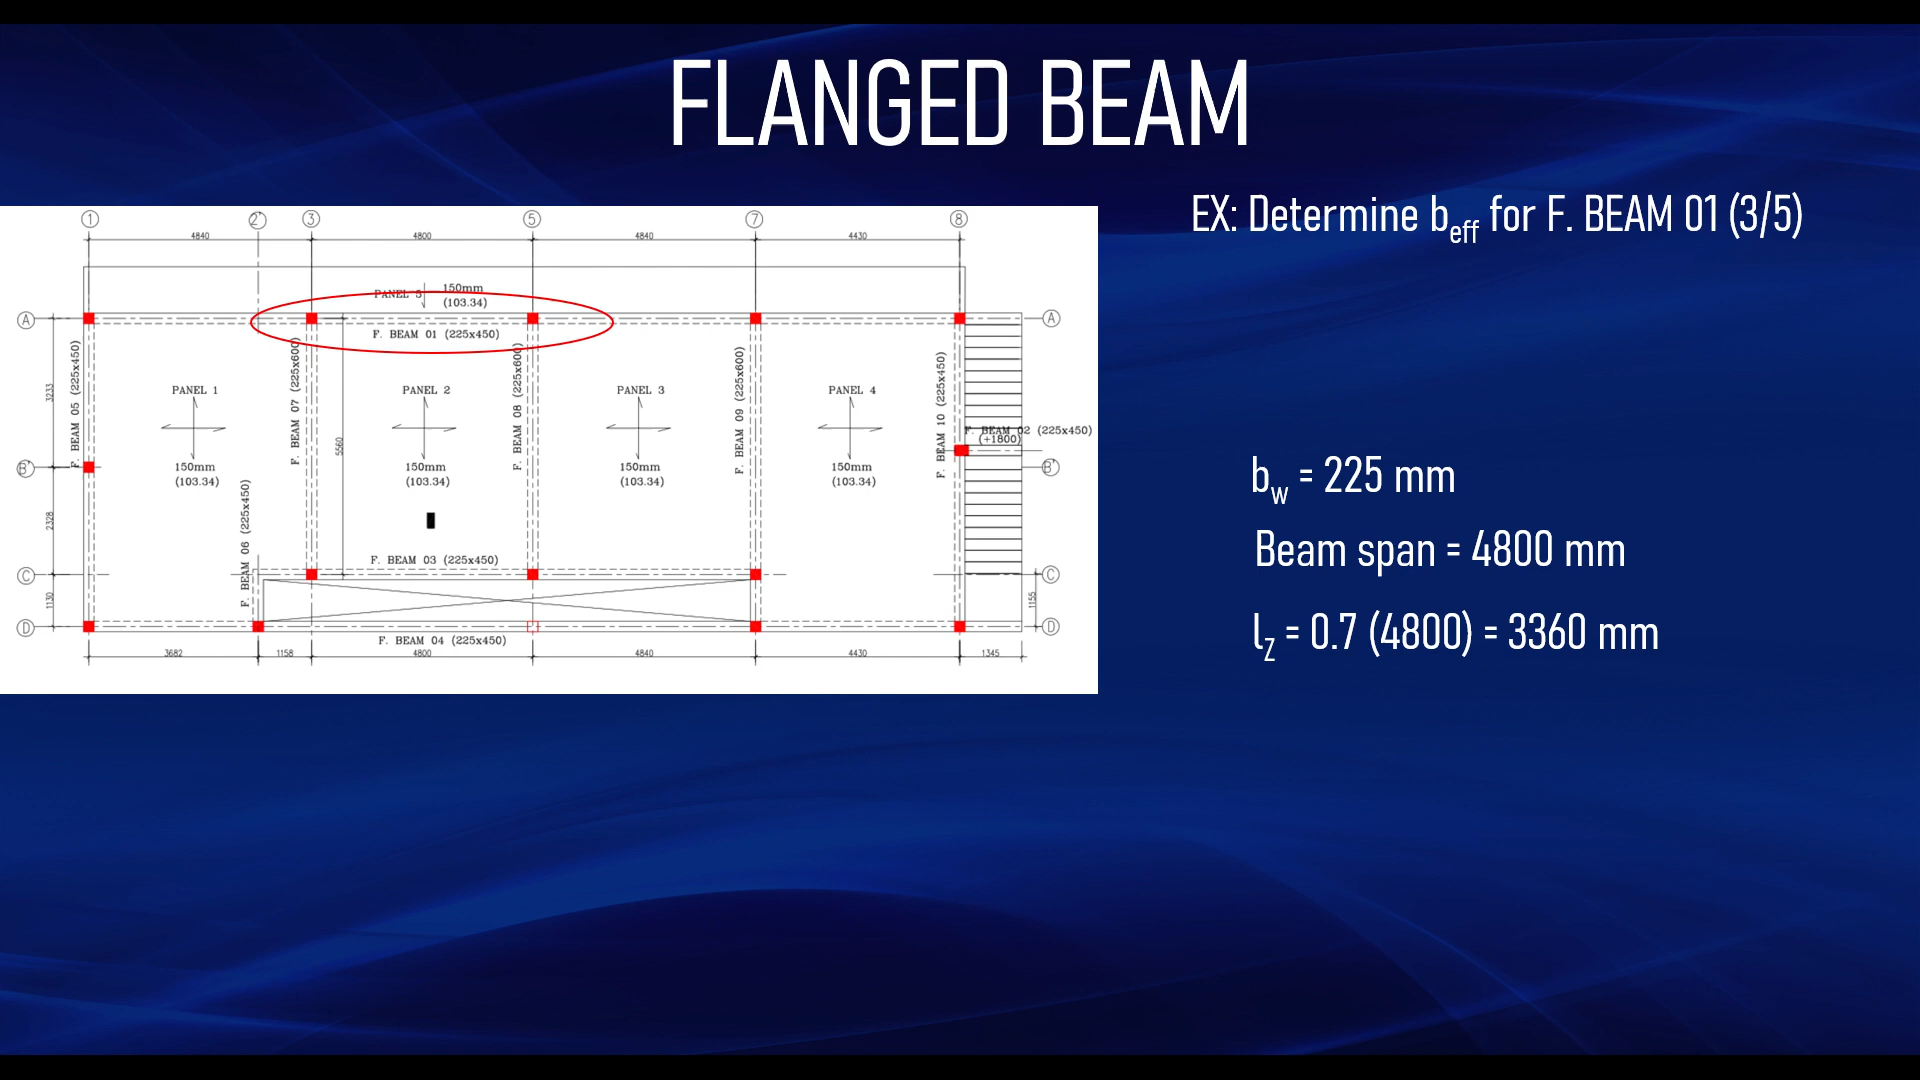 FLANGED BEAM
EX: Determine beff for F. BEAM 01 (3/5)
1 2' 3 5 7 8
4840 4800 4840 4430
PANEL 5 150mm
(103.34)
A A
F. BEAM 01 (225x450)
F. BEAM 05 (225x450)
F. BEAM 07 (225x600)
F. BEAM 08 (225x600)
F. BEAM 09 (225x600)
F. BEAM 10 (225x450)
3233
PANEL 1 PANEL 2 PANEL 3 PANEL 4
5560
F. BEAM 02 (225x450)
(+1800)
B' B'
150mm 150mm 150mm 150mm
(103.34) (103.34) (103.34) (103.34)
2328
F. BEAM 06 (225x450)
F. BEAM 03 (225x450)
C C
1130 1155
D D
F. BEAM 04 (225x450)
3682 1158 4800 4840 4430 1345
bw = 225 mm
Beam span = 4800 mm
lz = 0.7 (4800) = 3360 mm